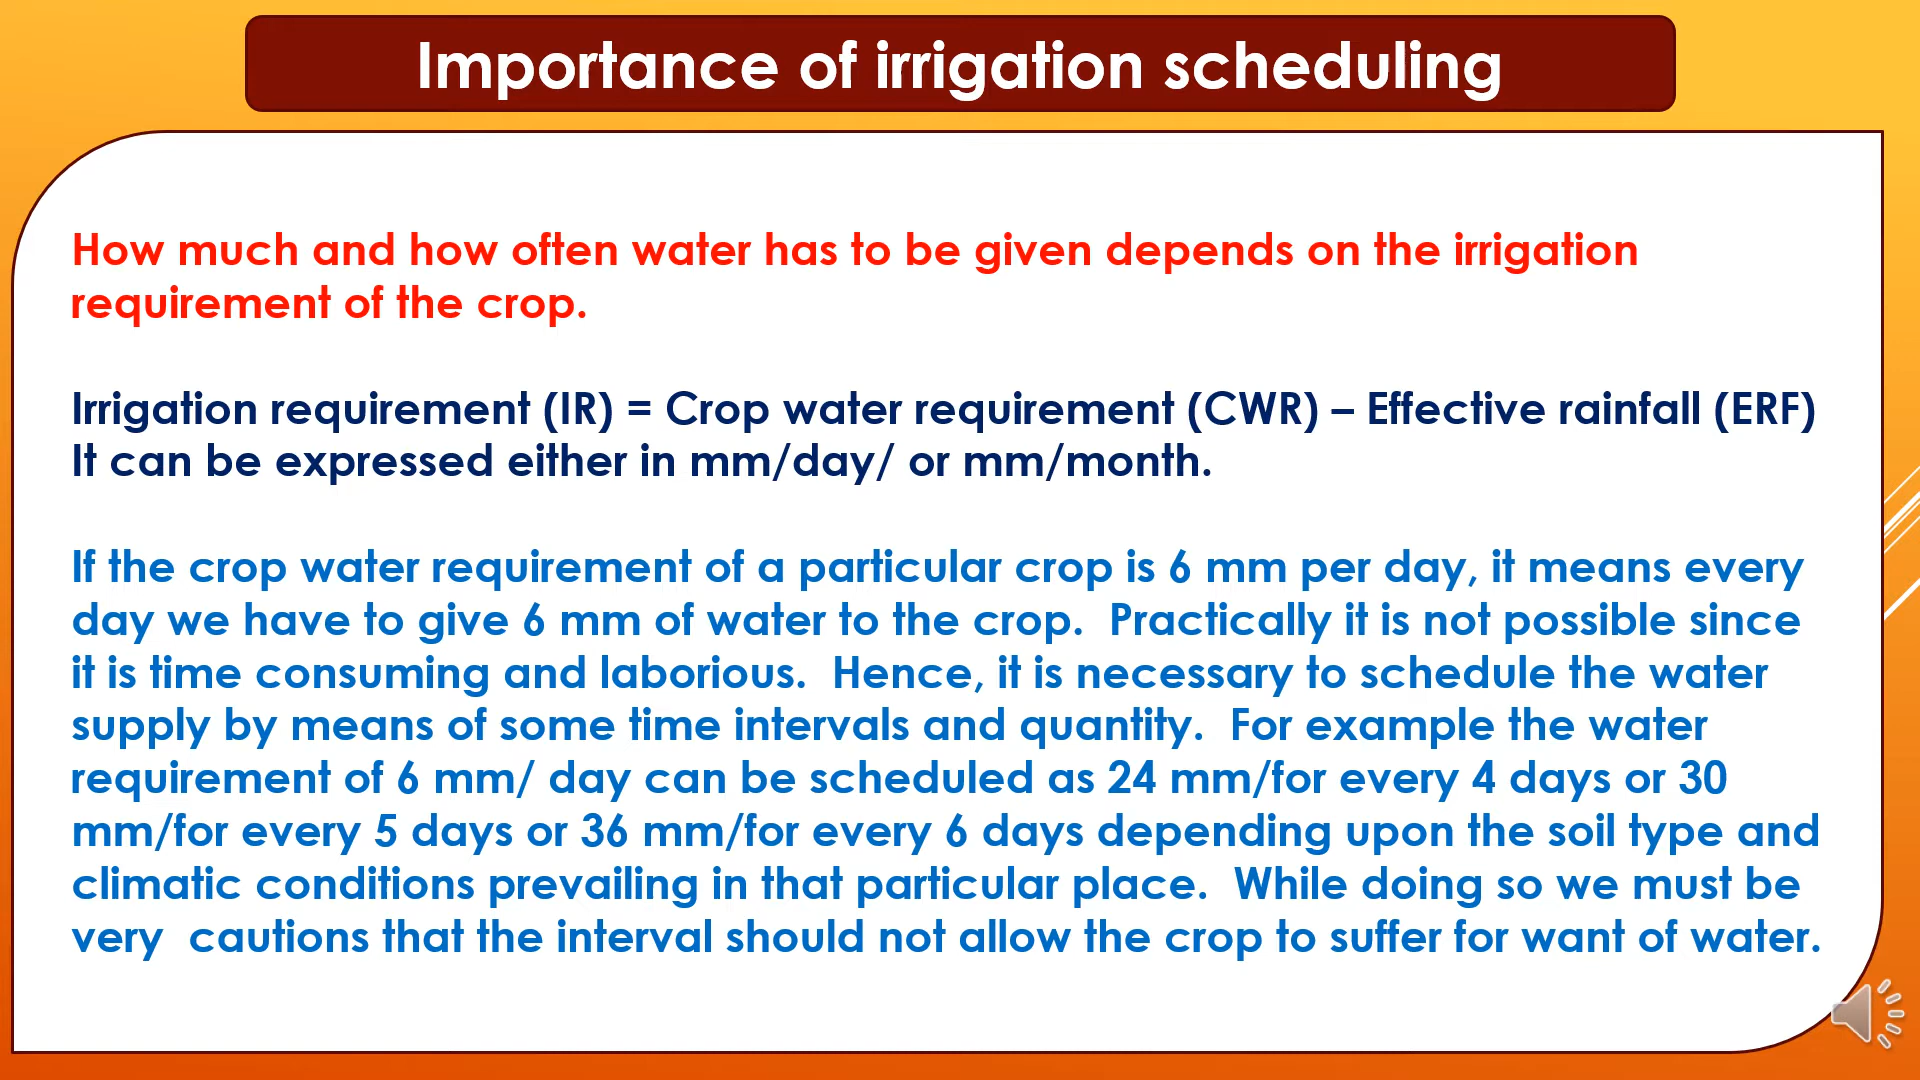 Importance of irrigation scheduling
How much and how often water has to be given depends on the irrigation
requirement of the crop.
Irrigation requirement (IR) = Crop water requirement (CWR) – Effective rainfall (ERF)
It can be expressed either in mm/day/ or mm/month.
If the crop water requirement of a particular crop is 6 mm per day, it means every
day we have to give 6 mm of water to the crop.  Practically it is not possible since
it is time consuming and laborious.  Hence, it is necessary to schedule the water
supply by means of some time intervals and quantity.  For example the water
requirement of 6 mm/ day can be scheduled as 24 mm/for every 4 days or 30
mm/for every 5 days or 36 mm/for every 6 days depending upon the soil type and
climatic conditions prevailing in that particular place.  While doing so we must be
very  cautions that the interval should not allow the crop to suffer for want of water.